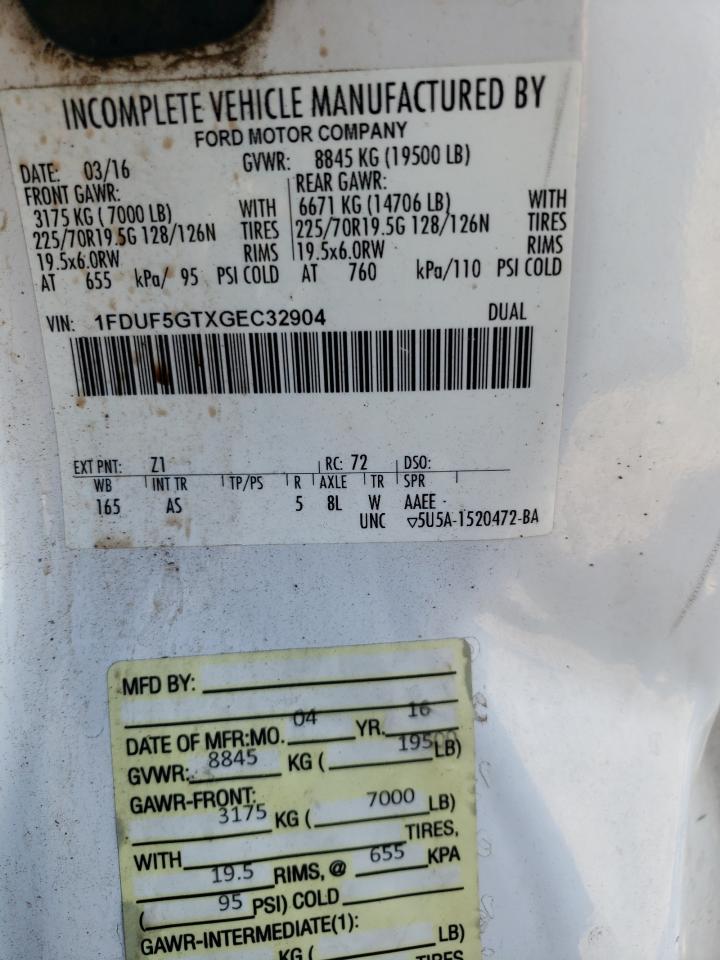 INCOMPLETE VEHICLE MANUFACTURED BY
FORD MOTOR COMPANY
DATE: 03/16 GVWR: 8845 KG (19500 LB)
FRONT GAWR: REAR GAWR:
3175 KG ( 7000 LB) WITH 6671 KG (14706 LB) WITH
225/70R19.5G 128/126N TIRES 225/70R19.5G 128/126N TIRES
19.5x6.0RW RIMS 19.5x6.0RW RIMS
AT 655 kPa/ 95 PSI COLD AT 760 kPa/110 PSI COLD
VIN: 1FDUF5GTXGEC32904 DUAL
EXT PNT: Z1 RC: 72 DSO:
WB INT TR TP/PS R AXLE TR SPR
165 AS 5 8L W AAEE
UNC ▽5U5A-1520472-BA
MFD BY:
DATE OF MFR:MO. 04 YR. 16
GVWR: 8845 KG ( 19500 LB)
GAWR-FRONT:
3175 KG ( 7000 LB)
WITH TIRES,
19.5 RIMS, @ 655 KPA
( 95 PSI) COLD
GAWR-INTERMEDIATE(1):
KG ( LB)
TIRES